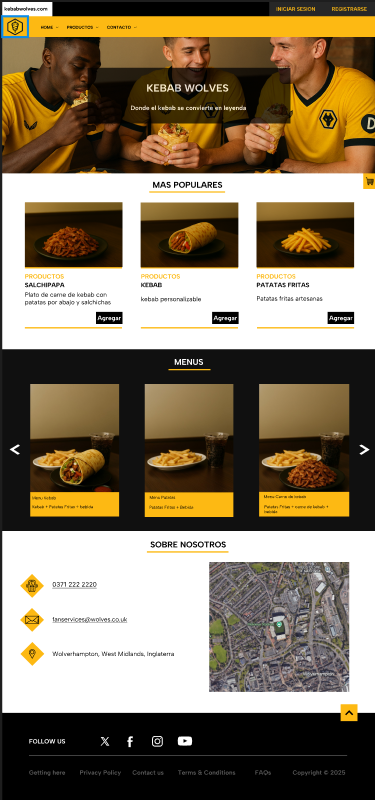 kebabwolves.com
INICIAR SESION REGISTRARSE
HOME PRODUCTOS CONTACTO
KEBAB WOLVES
Donde el kebab se convierte en leyenda
MAS POPULARES
PRODUCTOS
SALCHIPAPA
Plato de carne de kebab con
patatas por abajo y salchichas
Agregar
PRODUCTOS
KEBAB
kebab personalizable
Agregar
PRODUCTOS
PATATAS FRITAS
Patatas fritas artesanas
Agregar
MENUS
Menu Kebab
Kebab + Patatas Fritas + bebida
Menu Patatas
Patatas Fritas + Bebida
Menu Carne de kebab
Patatas Fritas + carne de kebab +
bebida
SOBRE NOSOTROS
0371 222 2220
fanservices@wolves.co.uk
Wolverhampton, West Midlands, Inglaterra
Wolverhampton
FOLLOW US
Getting here Privacy Policy Contact us Terms & Conditions FAQs Copyright © 2025